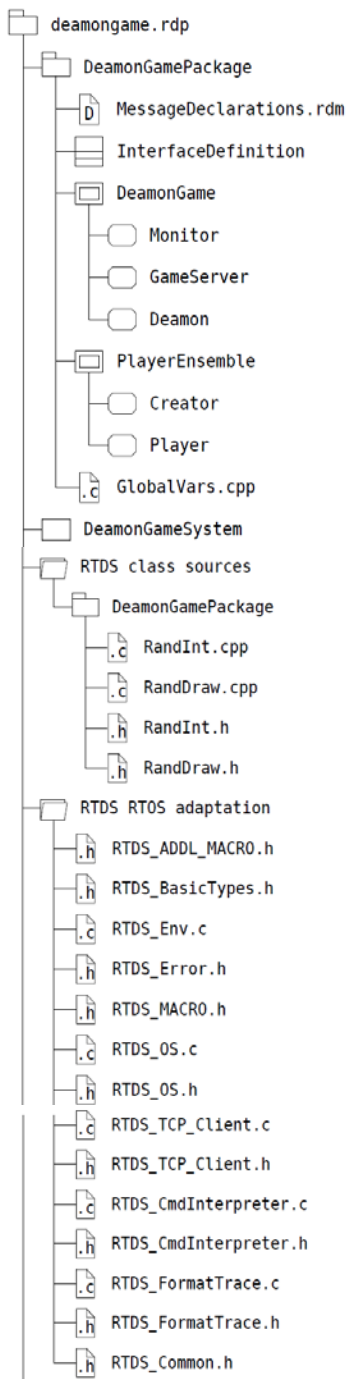 deamongame.rdp
DeamonGamePackage
D MessageDeclarations.rdm
InterfaceDefinition
DeamonGame
Monitor
GameServer
Deamon
PlayerEnsemble
Creator
Player
.c GlobalVars.cpp
DeamonGameSystem
RTDS class sources
DeamonGamePackage
.c RandInt.cpp
.c RandDraw.cpp
.h RandInt.h
.h RandDraw.h
RTDS RTOS adaptation
.h RTDS_ADDL_MACRO.h
.h RTDS_BasicTypes.h
.c RTDS_Env.c
.h RTDS_Error.h
.h RTDS_MACRO.h
.c RTDS_OS.c
.h RTDS_OS.h
.c RTDS_TCP_Client.c
.h RTDS_TCP_Client.h
.c RTDS_CmdInterpreter.c
.h RTDS_CmdInterpreter.h
.c RTDS_FormatTrace.c
.h RTDS_FormatTrace.h
.h RTDS_Common.h